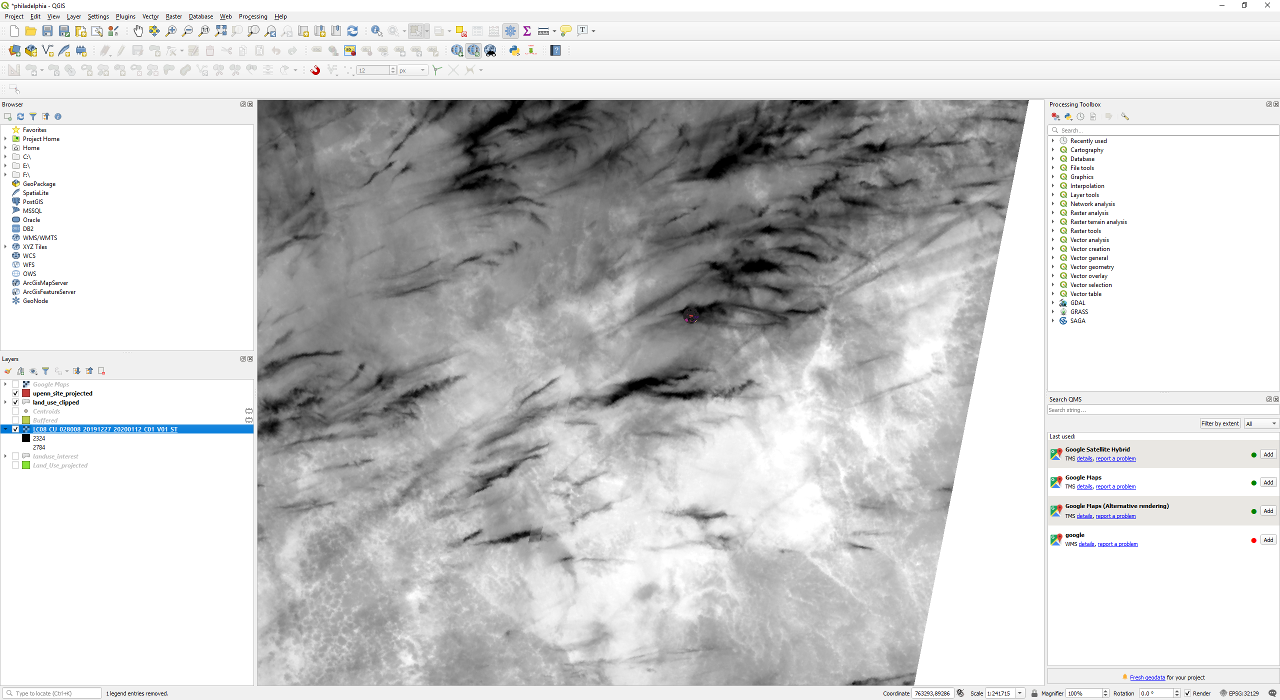 *philadelphia - QGIS
Project Edit View Layer Settings Plugins Vector Raster Database Web Processing Help
12 px
Browser
Favorites
Project Home
Home
C:\
E:\
F:\
GeoPackage
SpatiaLite
PostGIS
MSSQL
Oracle
DB2
WMS/WMTS
XYZ Tiles
WCS
WFS
OWS
ArcGisMapServer
ArcGisFeatureServer
GeoNode
Layers
Google Maps
upenn_site_projected
land_use_clipped
Centroids
Buffered
LC08_CU_028008_20191227_20200112_C01_V01_ST
2324
2784
landuse_interest
Land_Use_projected
Processing Toolbox
Search...
Recently used
Cartography
Database
File tools
Graphics
Interpolation
Layer tools
Network analysis
Raster analysis
Raster terrain analysis
Raster tools
Vector analysis
Vector creation
Vector general
Vector geometry
Vector overlay
Vector selection
Vector table
GDAL
GRASS
SAGA
Search QMS
Search string...
Filter by extent All
Last used:
Google Satellite Hybrid
TMS details, report a problem
Add
Google Maps
TMS details, report a problem
Add
Google Maps (Alternative rendering)
TMS details, report a problem
Add
google
WMS details, report a problem
Add
Fresh geodata for your project
Type to locate (Ctrl+K) 1 legend entries removed. Coordinate 763293,89286 Scale 1:241715 Magnifier 100% Rotation 0.0 ° Render EPSG:32129